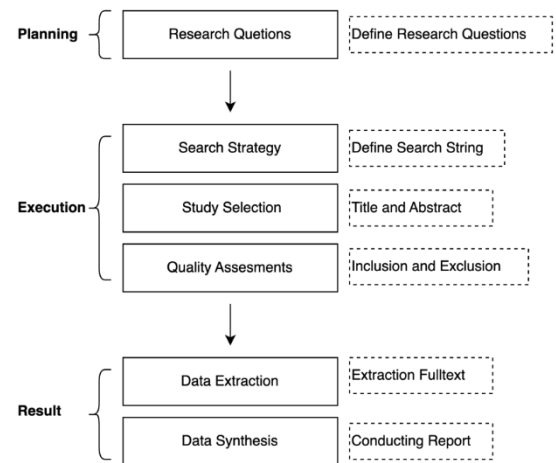 Planning
Research Quetions
Define Research Questions
Execution
Search Strategy
Define Search String
Study Selection
Title and Abstract
Quality Assesments
Inclusion and Exclusion
Result
Data Extraction
Extraction Fulltext
Data Synthesis
Conducting Report